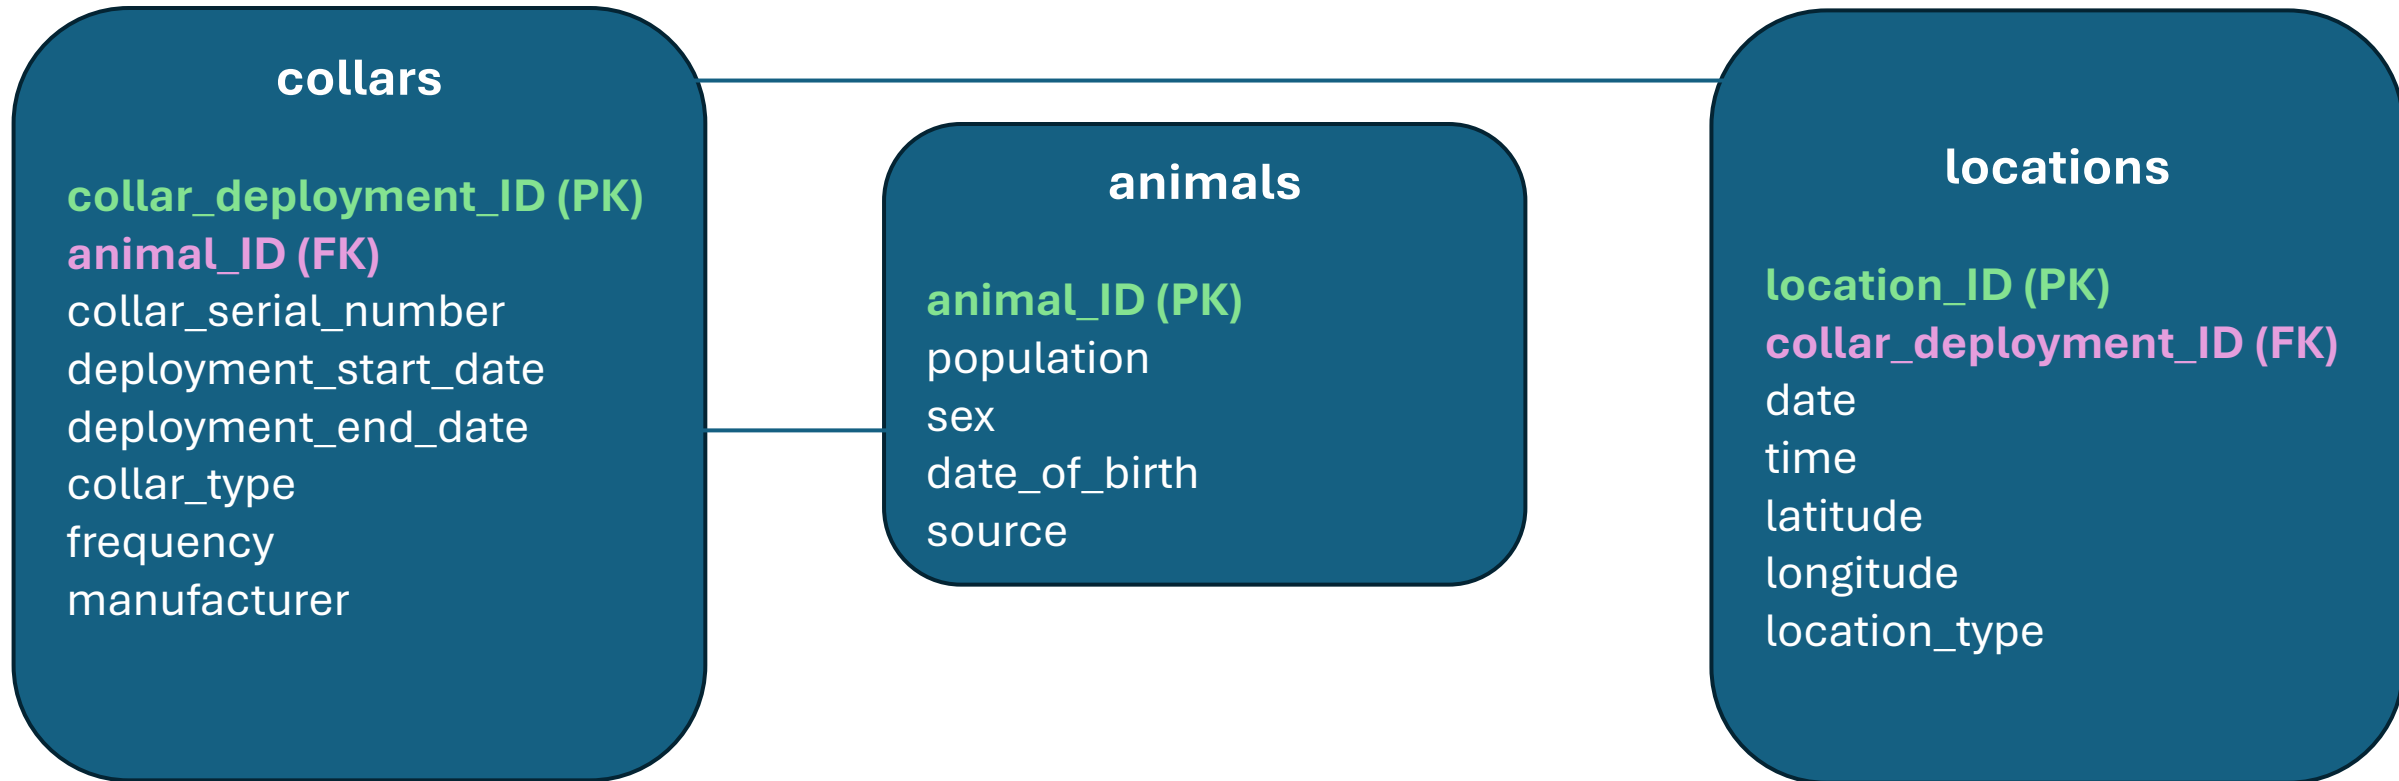 collars
collar_deployment_ID (PK)
animal_ID (FK)
collar_serial_number
deployment_start_date
deployment_end_date
collar_type
frequency
manufacturer
animals
animal_ID (PK)
population
sex
date_of_birth
source
locations
location_ID (PK)
collar_deployment_ID (FK)
date
time
latitude
longitude
location_type